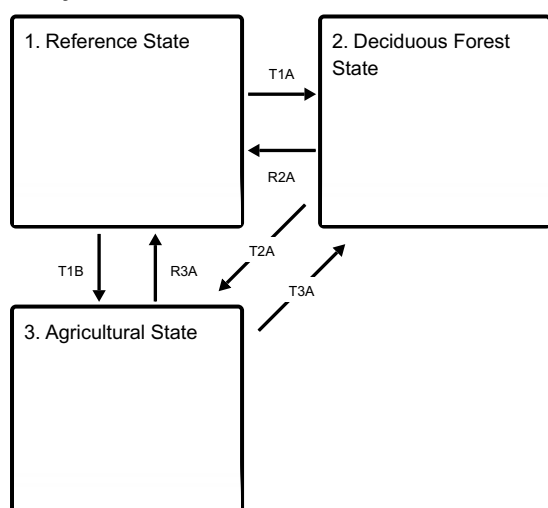 1. Reference State
2. Deciduous Forest
State
T1A
R2A
T2A
T1B
R3A
T3A
3. Agricultural State